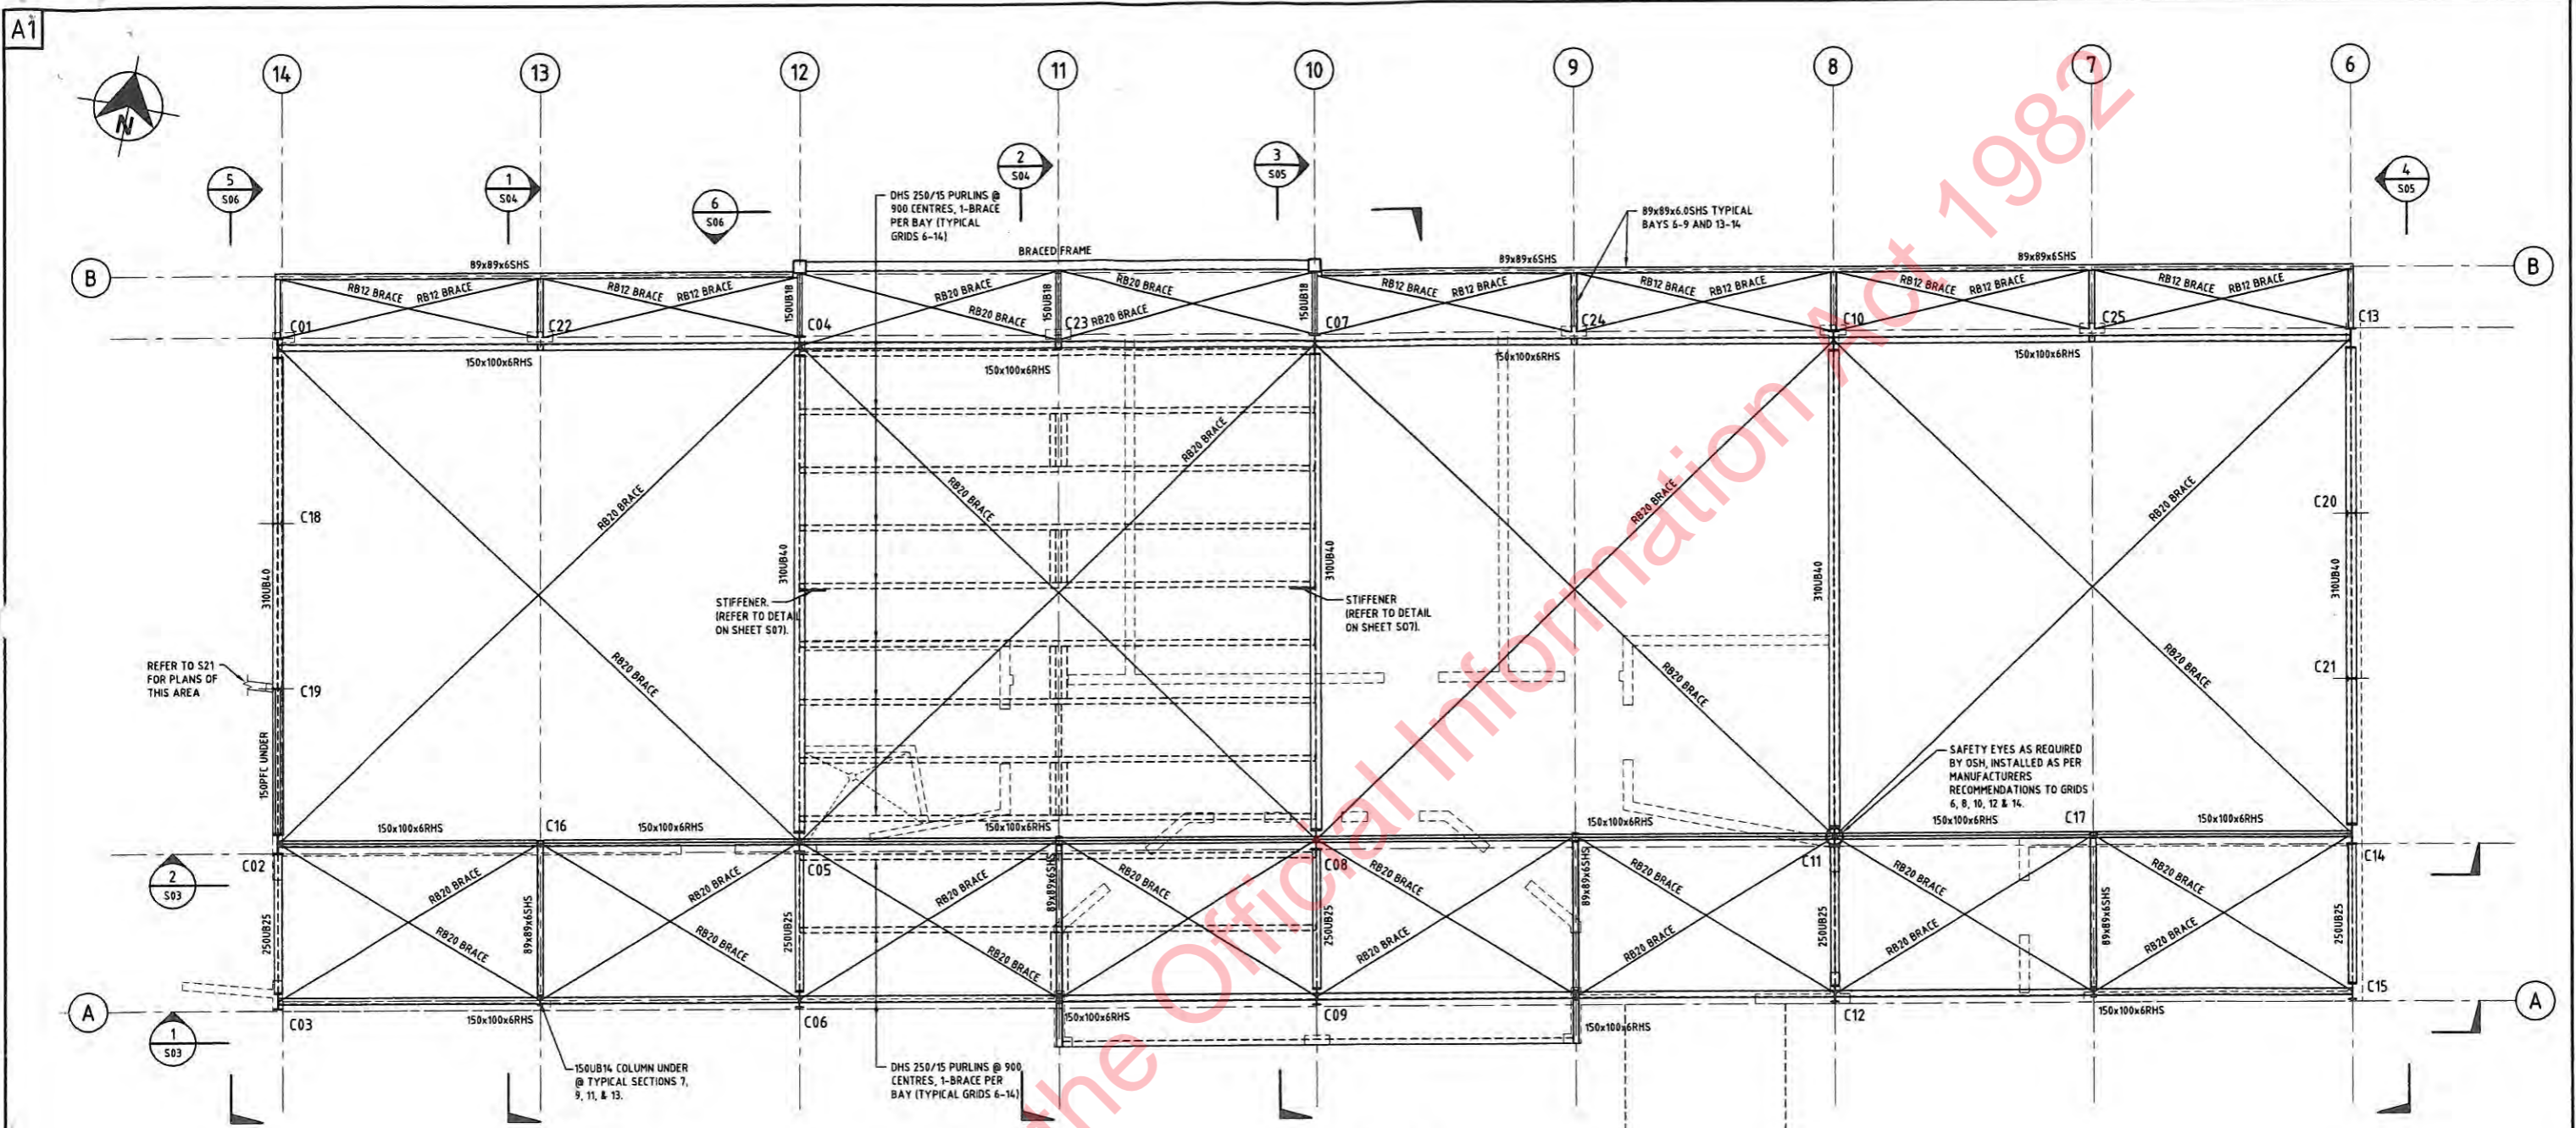 A1
14
13
12
11
10
9
8
7
6
N
5
S06
1
S04
6
S06
2
S04
3
S05
4
S05
DHS 250/15 PURLINS @
900 CENTRES, 1-BRACE
PER BAY (TYPICAL
GRIDS 6-14)
89x89x6.0SHS TYPICAL
BAYS 6-9 AND 13-14
BRACED FRAME
B
89x89x6SHS
89x89x6SHS
89x89x6SHS
B
RB12 BRACE
RB12 BRACE
RB12 BRACE
RB12 BRACE
150UB18
RB20 BRACE
RB20 BRACE
150UB18
RB20 BRACE
RB20 BRACE
150UB18
RB12 BRACE
RB12 BRACE
RB12 BRACE
RB12 BRACE
RB12 BRACE
RB12 BRACE
RB12 BRACE
RB12 BRACE
C01
C22
C04
C23
C07
C24
C10
C25
C13
150x100x6RHS
150x100x6RHS
150x100x6RHS
150x100x6RHS
RB20 BRACE
RB20 BRACE
RB20 BRACE
RB20 BRACE
RB20 BRACE
C18
C20
310UB40
310UB40
310UB40
310UB40
310UB40
STIFFENER.
(REFER TO DETAIL
ON SHEET S07).
STIFFENER
(REFER TO DETAIL
ON SHEET S07).
REFER TO S21
FOR PLANS OF
THIS AREA
C19
C21
RB20 BRACE
RB20 BRACE
RB20 BRACE
150PFC UNDER
SAFETY EYES AS REQUIRED
BY OSH, INSTALLED AS PER
MANUFACTURERS
RECOMMENDATIONS TO GRIDS
6, 8, 10, 12 & 14.
150x100x6RHS
C16
150x100x6RHS
150x100x6RHS
150x100x6RHS
150x100x6RHS
C17
150x100x6RHS
C02
C05
C08
C11
C14
2
S03
RB20 BRACE
RB20 BRACE
RB20 BRACE
RB20 BRACE
RB20 BRACE
RB20 BRACE
RB20 BRACE
RB20 BRACE
250UB25
89x89x6SHS
250UB25
89x89x6SHS
250UB25
89x89x6SHS
250UB25
89x89x6SHS
250UB25
RB20 BRACE
RB20 BRACE
RB20 BRACE
RB20 BRACE
RB20 BRACE
RB20 BRACE
RB20 BRACE
A
C03
150x100x6RHS
C06
150x100x6RHS
C09
150x100x6RHS
C12
150x100x6RHS
C15
A
1
S03
150UB14 COLUMN UNDER
@ TYPICAL SECTIONS 7,
9, 11, & 13.
DHS 250/15 PURLINS @ 900
CENTRES, 1-BRACE PER
BAY (TYPICAL GRIDS 6-14)
the Official Information Act 1982